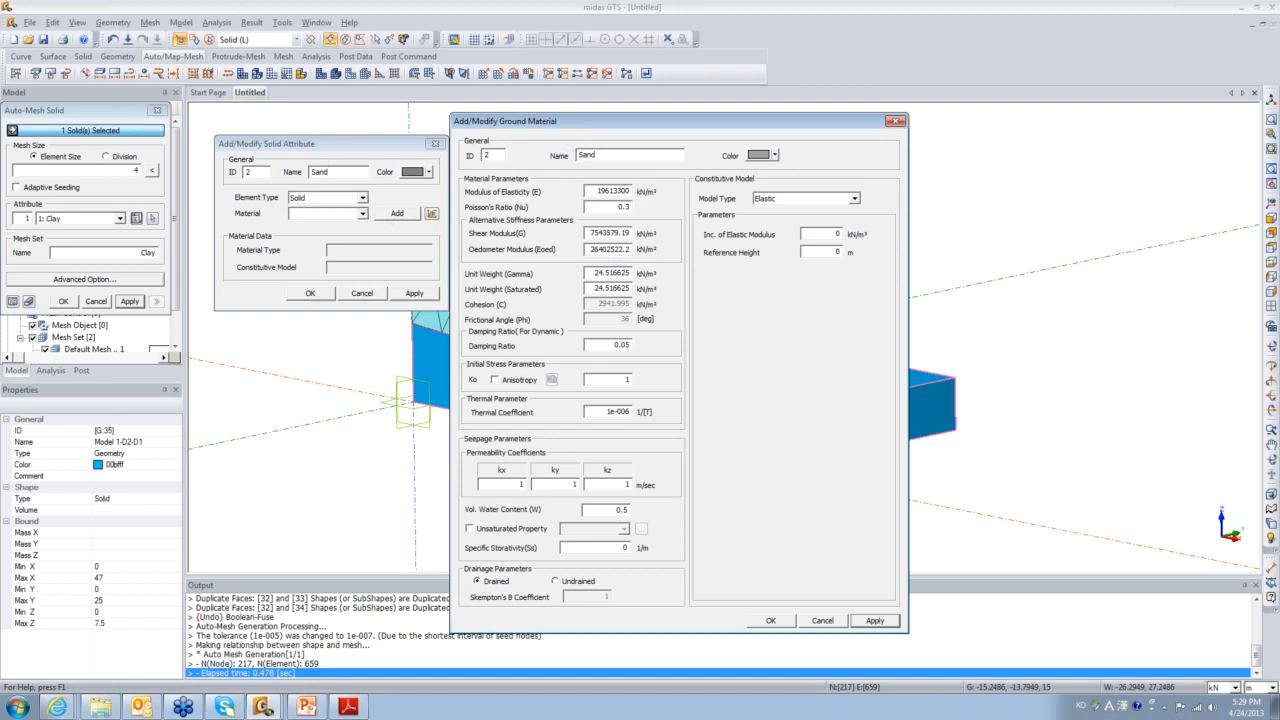 midas GTS - [Untitled]
File Edit View Geometry Mesh Model Analysis Result Tools Window Help
Solid (L)
Curve Surface Solid Geometry Auto/Map-Mesh Protrude-Mesh Mesh Analysis Post Data Post Command
Model
Start Page Untitled
Auto-Mesh Solid
1 Solid(s) Selected
Mesh Size
Element Size Division
4 <
Adaptive Seeding
Attribute
1 1: Clay
Mesh Set
Name Clay
Advanced Option...
OK Cancel Apply >
Mesh Object [0]
Mesh Set [2]
Default Mesh .. 1
Model Analysis Post
Properties
General
ID [G:35]
Name Model 1-D2-D1
Type Geometry
Color 00bfff
Comment
Shape
Type Solid
Volume
Bound
Mass X
Mass Y
Mass Z
Min X 0
Max X 47
Min Y 0
Max Y 25
Min Z 0
Max Z 7.5
Add/Modify Solid Attribute
General
ID 2 Name Sand Color
Element Type Solid
Material Add
Material Data
Material Type
Constitutive Model
OK Cancel Apply
Add/Modify Ground Material
General
ID 2 Name Sand Color
Material Parameters
Modulus of Elasticity (E) 19613300 kN/m²
Poisson's Ratio (Nu) 0.3
Alternative Stiffness Parameters
Shear Modulus(G) 7543579.19 kN/m²
Oedometer Modulus (Eoed) 26402522.2 kN/m²
Unit Weight (Gamma) 24.516625 kN/m³
Unit Weight (Saturated) 24.516625 kN/m³
Cohesion (C) 2941.995 kN/m²
Frictional Angle (Phi) 36 [deg]
Damping Ratio( For Dynamic )
Damping Ratio 0.05
Initial Stress Parameters
Ko Anisotropy 1
Thermal Parameter
Thermal Coefficient 1e-006 1/[T]
Seepage Parameters
Permeability Coefficients
kx ky kz
1 1 1 m/sec
Vol. Water Content (W) 0.5
Unsaturated Property ...
Specific Storativity(Ss) 0 1/m
Drainage Parameters
Drained Undrained
Skempton's B Coefficient 1
Constitutive Model
Model Type Elastic
Parameters
Inc. of Elastic Modulus 0 kN/m³
Reference Height 0 m
OK Cancel Apply
Output
> Duplicate Faces: [32] and [33] Shapes (or SubShapes) are Duplicated
> Duplicate Faces: [32] and [34] Shapes (or SubShapes) are Duplicated
> {Undo} Boolean-Fuse
> Auto-Mesh Generation Processing...
> The tolerance (1e-005) was changed to 1e-007. (Due to the shortest interval of seed nodes)
> Making relationship between shape and mesh...
> * Auto Mesh Generation[1/1]
> - N(Node): 217, N(Element): 659
> - Elapsed time: 0.478 [sec]
For Help, press F1 N:[217] E:[659] G: -15.2486, -13.7949, 15 W: -26.2949, 27.2486 kN m
KO A 漢 5:29 PM
4/24/2013